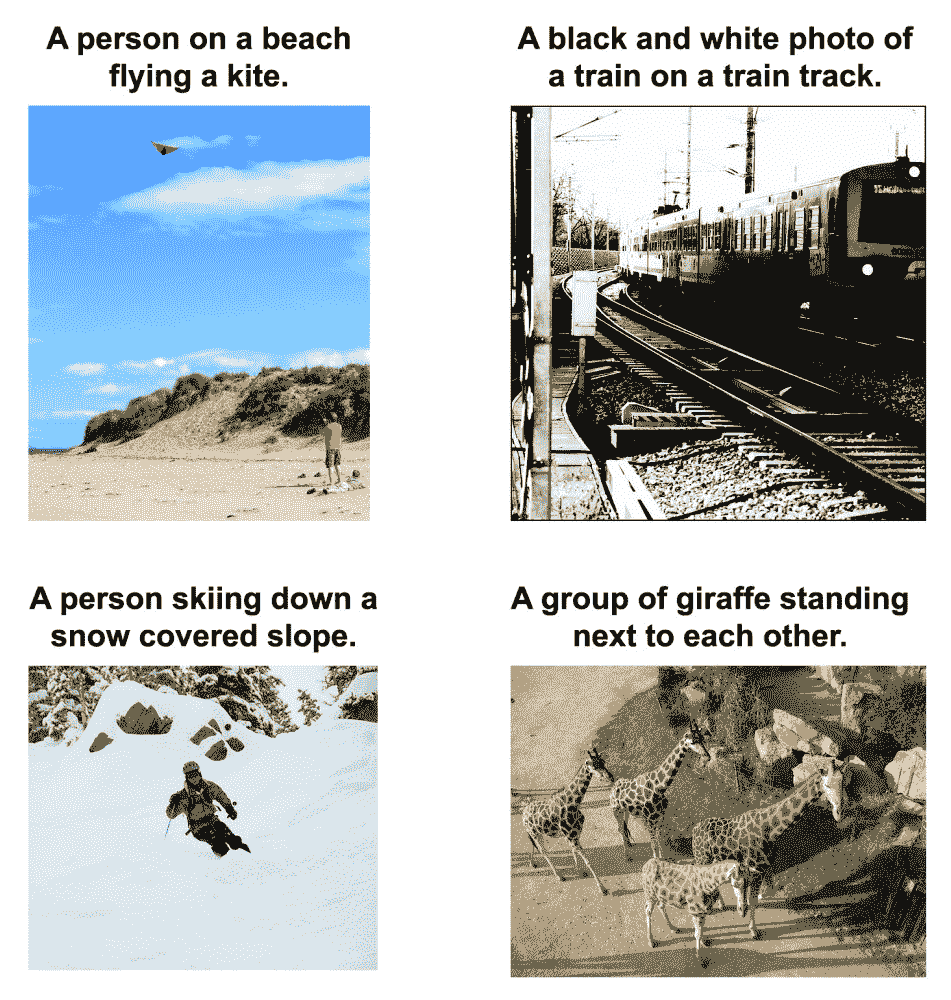 A person on a beach
flying a kite.
A black and white photo of
a train on a train track.
A person skiing down a
snow covered slope.
A group of giraffe standing
next to each other.